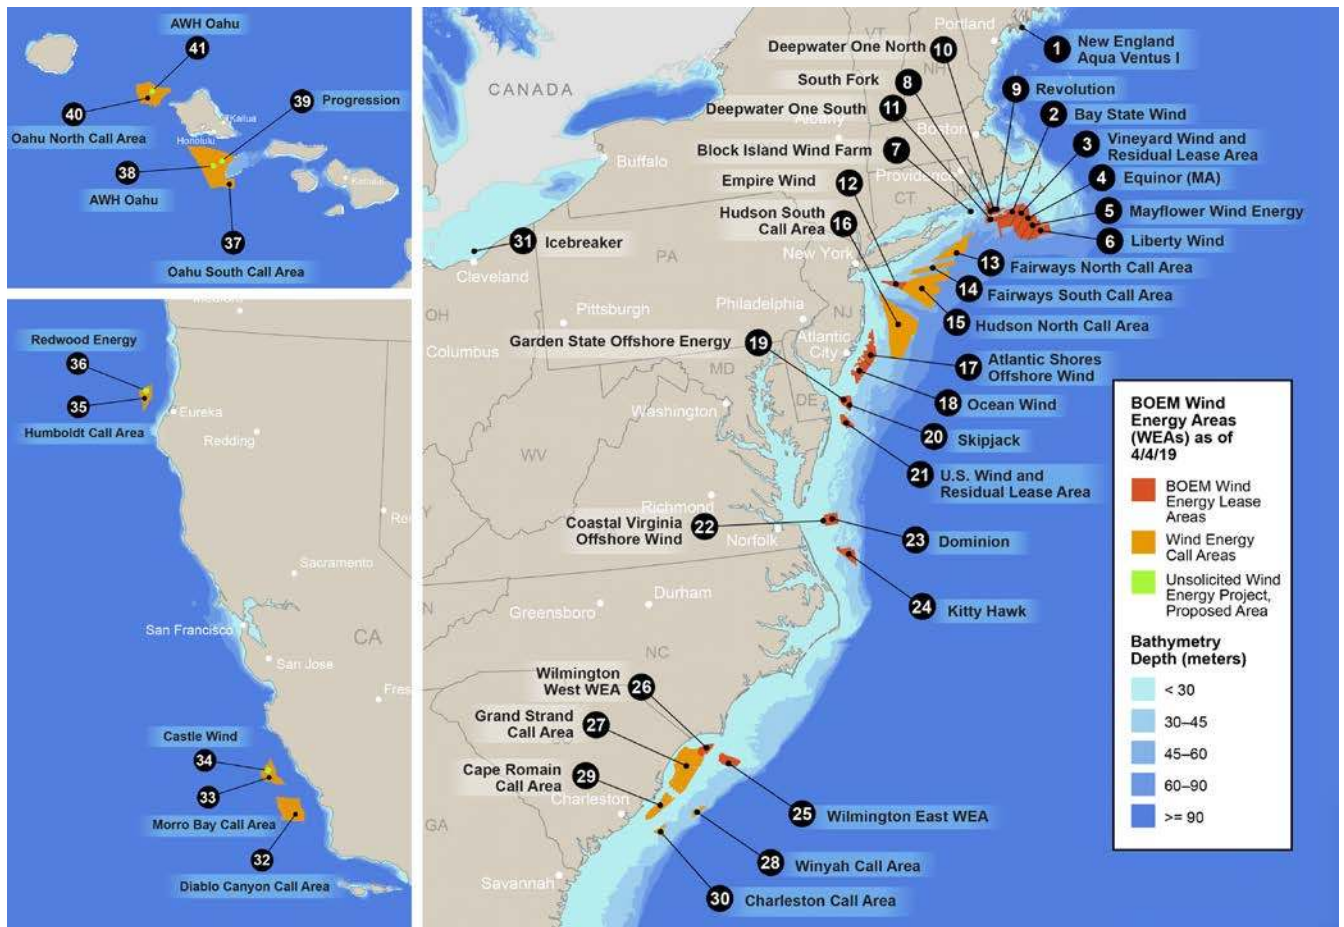 AWH Oahu
41
39
Progression
40
Kailua
Oahu North Call Area
Honolulu
38
AWH Oahu
37
Oahu South Call Area
Redwood Energy
36
35
Eureka
Humboldt Call Area
Redding
Sacramento
San Francisco
CA
San Jose
Castle Wind
34
33
Morro Bay Call Area
32
Diablo Canyon Call Area
CANADA
VT
NH
Portland
1
New England
Aqua Ventus I
Deepwater One North
10
South Fork
8
9
Revolution
Deepwater One South
11
2
Bay State Wind
Albany
Boston
3
Vineyard Wind and
Residual Lease Area
Block Island Wind Farm
7
Buffalo
Providence
4
Equinor (MA)
Empire Wind
12
CT
5
Mayflower Wind Energy
Hudson South
Call Area
16
6
Liberty Wind
31
Icebreaker
PA
New York
13
Fairways North Call Area
Cleveland
14
Fairways South Call Area
Philadelphia
Pittsburgh
NJ
15
Hudson North Call Area
OH
Garden State Offshore Energy
19
Atlantic
City
Columbus
17
Atlantic Shores
Offshore Wind
MD
DE
18
Ocean Wind
Washington
20
Skipjack
WV
21
U.S. Wind and
Residual Lease Area
Richmond
Coastal Virginia
Offshore Wind
22
Norfolk
23
Dominion
24
Kitty Hawk
Durham
Greensboro
NC
Wilmington
West WEA
26
Grand Strand
Call Area
27
Cape Romain
Call Area
29
Charleston
25
Wilmington East WEA
GA
28
Winyah Call Area
Savannah
30
Charleston Call Area
BOEM Wind
Energy Areas
(WEAs) as of
4/4/19
BOEM Wind
Energy Lease
Areas
Wind Energy
Call Areas
Unsolicited Wind
Energy Project,
Proposed Area
Bathymetry
Depth (meters)
< 30
30–45
45–60
60–90
>= 90